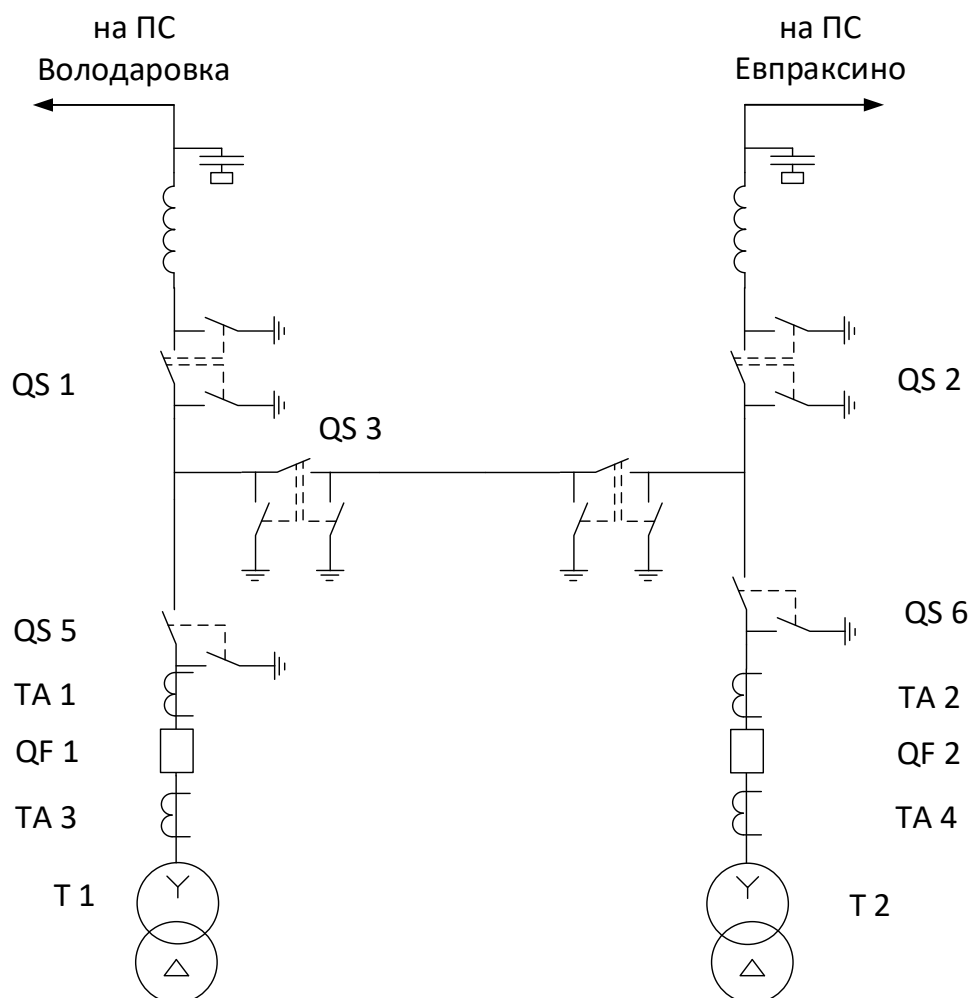 на ПС
Володаровка
на ПС
Евпраксино
QS 1
QS 2
QS 3
QS 5
QS 6
TA 1
TA 2
QF 1
QF 2
TA 3
TA 4
T 1
T 2